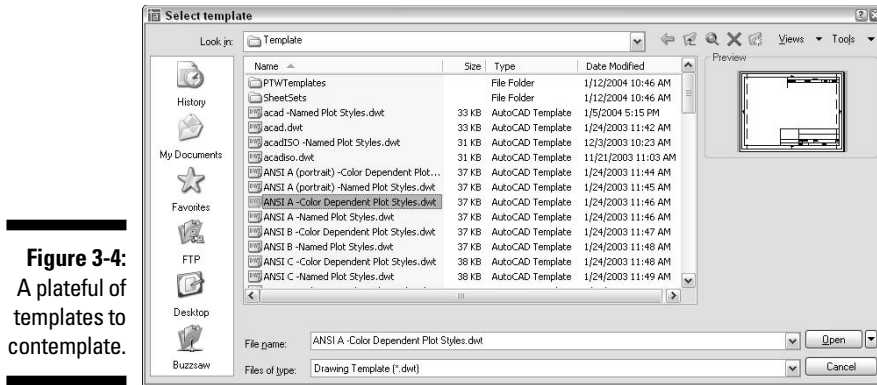 Select template
Look in: Template Views Tools
Name Size Type Date Modified
PTWTemplates File Folder 1/12/2004 10:46 AM
SheetSets File Folder 1/12/2004 10:46 AM
acad -Named Plot Styles.dwt 33 KB AutoCAD Template 1/5/2004 5:15 PM
acad.dwt 33 KB AutoCAD Template 1/24/2003 11:42 AM
acadISO -Named Plot Styles.dwt 31 KB AutoCAD Template 12/3/2003 10:23 AM
acadiso.dwt 31 KB AutoCAD Template 11/21/2003 11:03 AM
ANSI A (portrait) -Color Dependent Plot... 37 KB AutoCAD Template 1/24/2003 11:44 AM
ANSI A (portrait) -Named Plot Styles.dwt 37 KB AutoCAD Template 1/24/2003 11:45 AM
ANSI A -Color Dependent Plot Styles.dwt 37 KB AutoCAD Template 1/24/2003 11:46 AM
ANSI A -Named Plot Styles.dwt 37 KB AutoCAD Template 1/24/2003 11:46 AM
ANSI B -Color Dependent Plot Styles.dwt 37 KB AutoCAD Template 1/24/2003 11:47 AM
ANSI B -Named Plot Styles.dwt 37 KB AutoCAD Template 1/24/2003 11:48 AM
ANSI C -Color Dependent Plot Styles.dwt 38 KB AutoCAD Template 1/24/2003 11:48 AM
ANSI C -Named Plot Styles.dwt 38 KB AutoCAD Template 1/24/2003 11:49 AM
Preview
History
My Documents
Favorites
FTP
Desktop
Buzzsaw
File name: ANSI A -Color Dependent Plot Styles.dwt Open
Files of type: Drawing Template (*.dwt) Cancel
Figure 3-4:
A plateful of
templates to
contemplate.